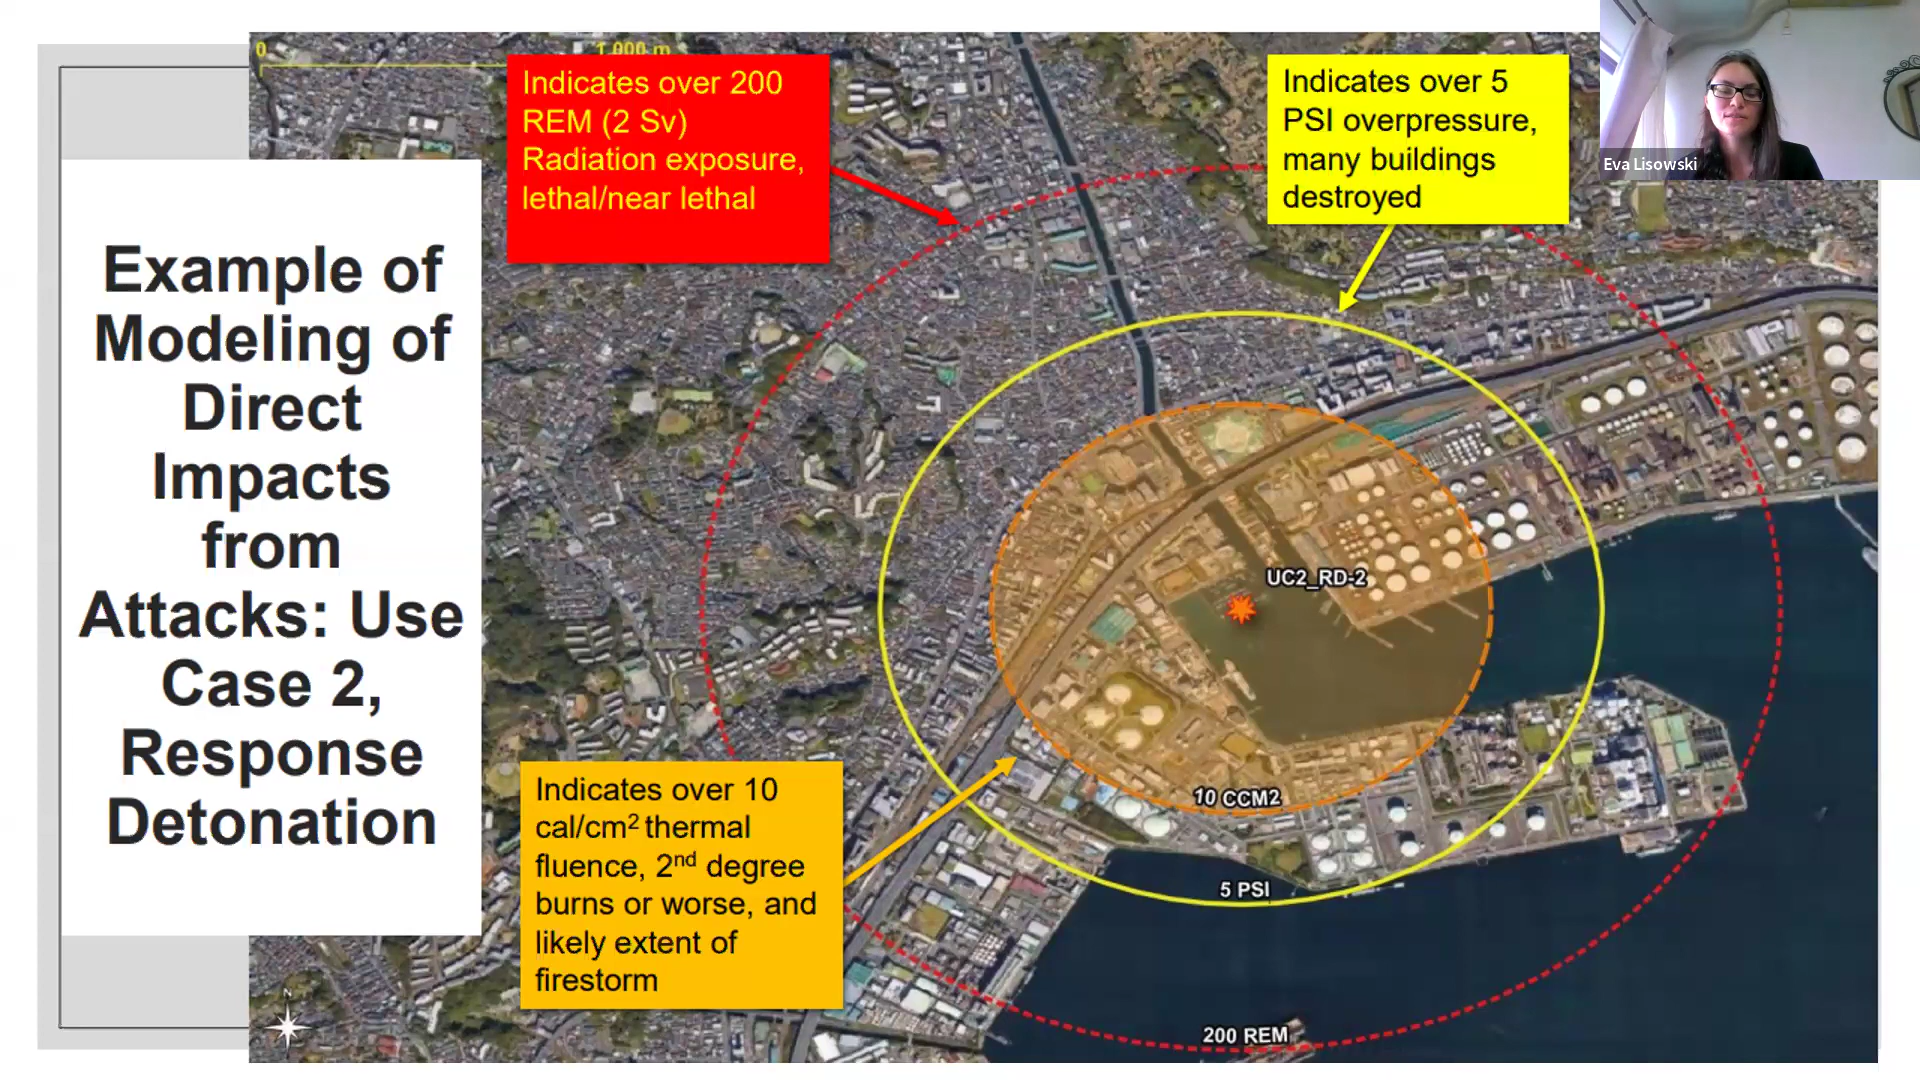 0
1,000 m
Indicates over 200
REM (2 Sv)
Radiation exposure,
lethal/near lethal
Indicates over 5
PSI overpressure,
many buildings
destroyed
Eva Lisowski
Example of
Modeling of
Direct
Impacts
from
Attacks: Use
Case 2,
Response
Detonation
UC2_RD-2
10 CCM2
5 PSI
200 REM
Indicates over 10
cal/cm² thermal
fluence, 2nd degree
burns or worse, and
likely extent of
firestorm
N